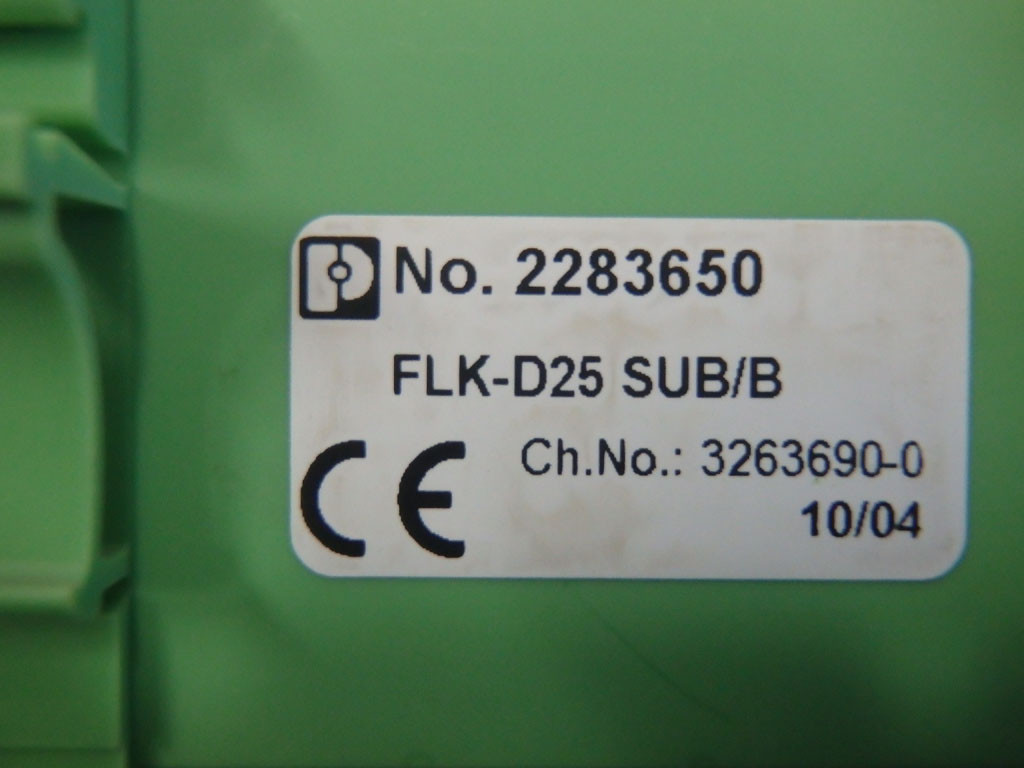 No. 2283650
FLK-D25 SUB/B
CE
Ch.No.: 3263690-0
10/04